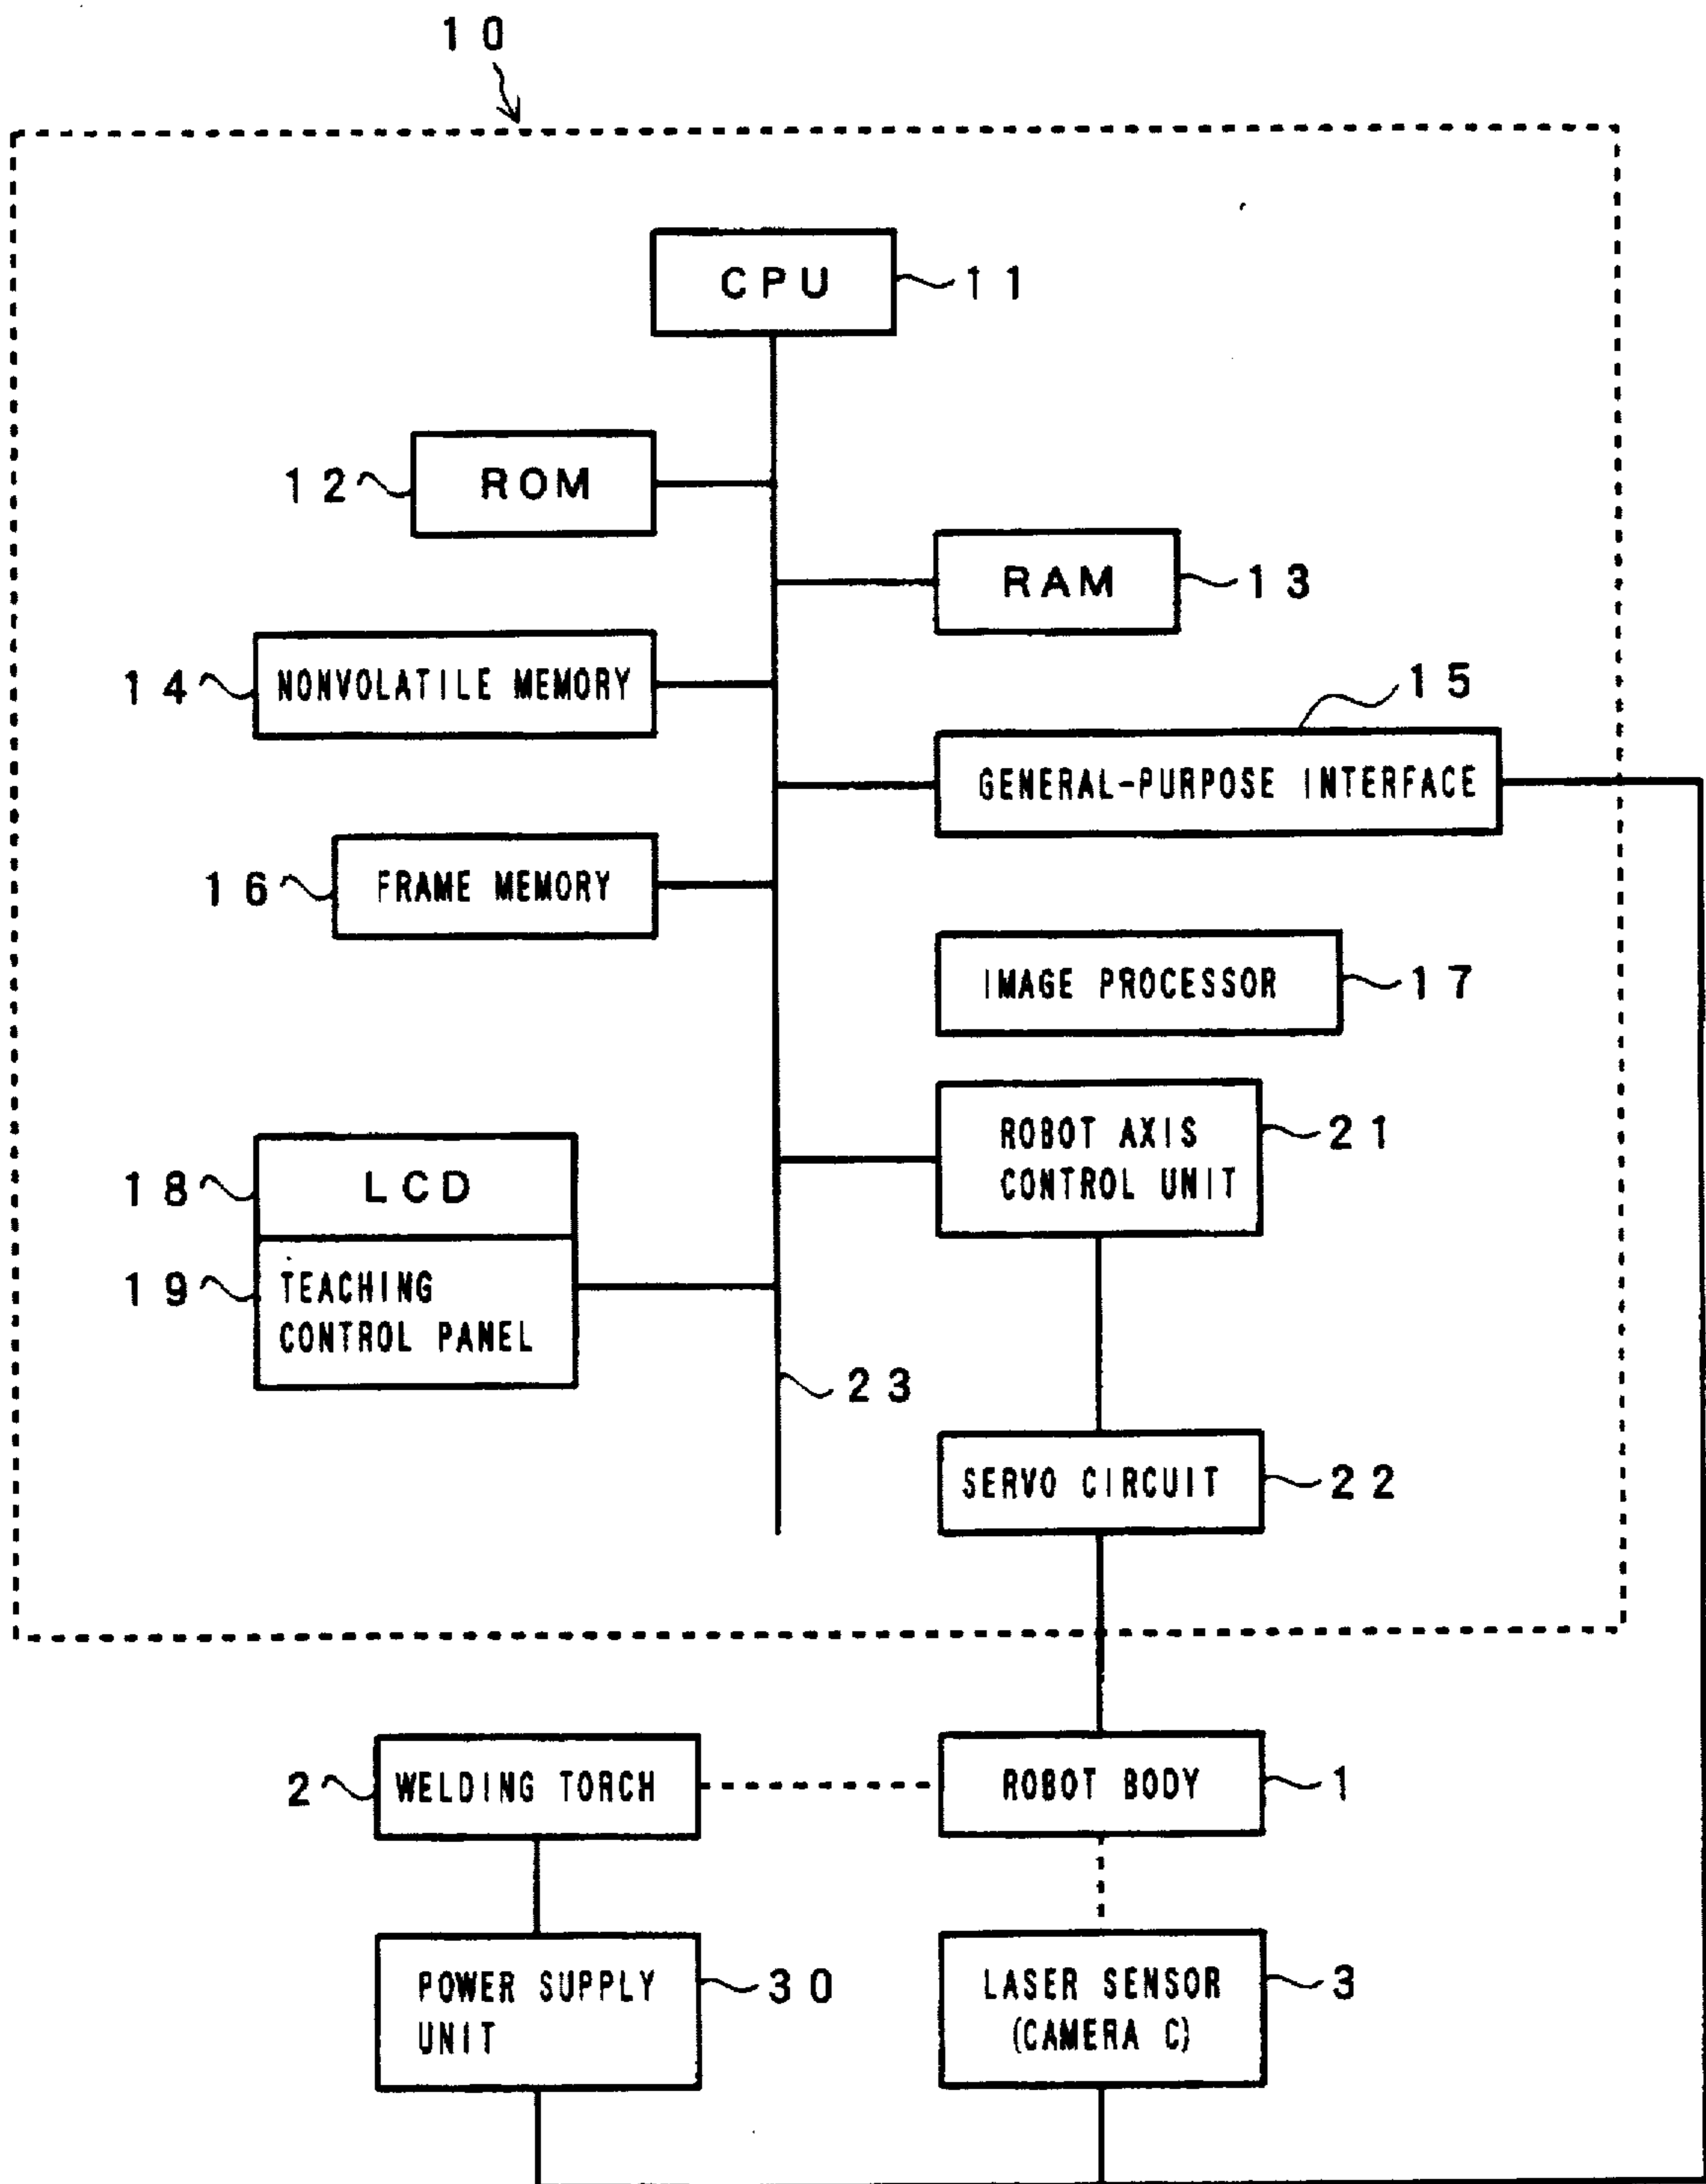 10
CPU
11
12
ROM
RAM
13
14
NONVOLATILE MEMORY
15
GENERAL-PURPOSE INTERFACE
16
FRAME MEMORY
IMAGE PROCESSOR
17
ROBOT AXIS
CONTROL UNIT
21
18
LCD
19
TEACHING
CONTROL PANEL
23
SERVO CIRCUIT
22
2
WELDING TORCH
ROBOT BODY
1
POWER SUPPLY
UNIT
30
LASER SENSOR
(CAMERA C)
3